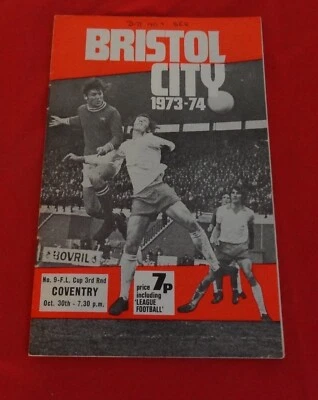 BRISTOL
CITY
1973-74
BOVRIL
No. 9-F.L. Cup 3rd Rnd
COVENTRY
Oct. 30th - 7.30 p.m.
price 7p
including
'LEAGUE
FOOTBALL'